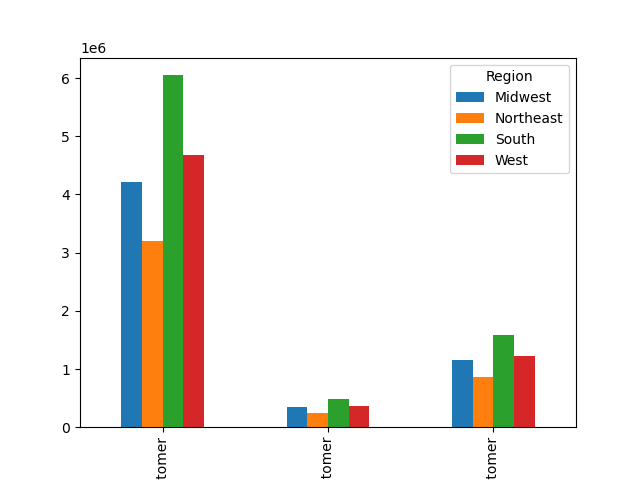 1e6
6
5
4
3
2
1
0
Region
Midwest
Northeast
South
West
tomer
tomer
tomer